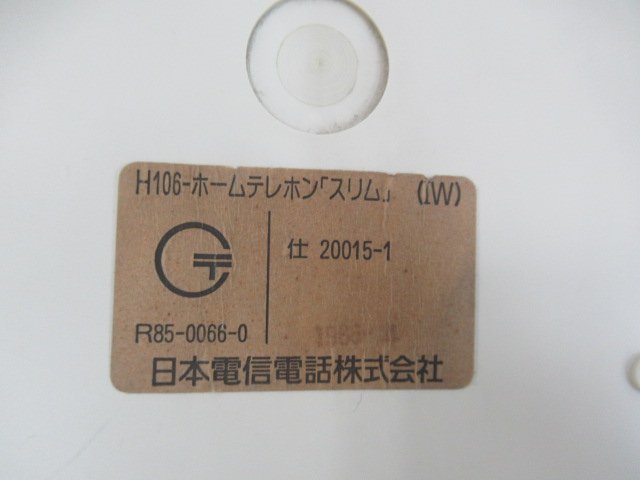 H106-ホームテレホン「スリム」 (IW)
仕 20015-1
R85-0066-0
日本電信電話株式会社